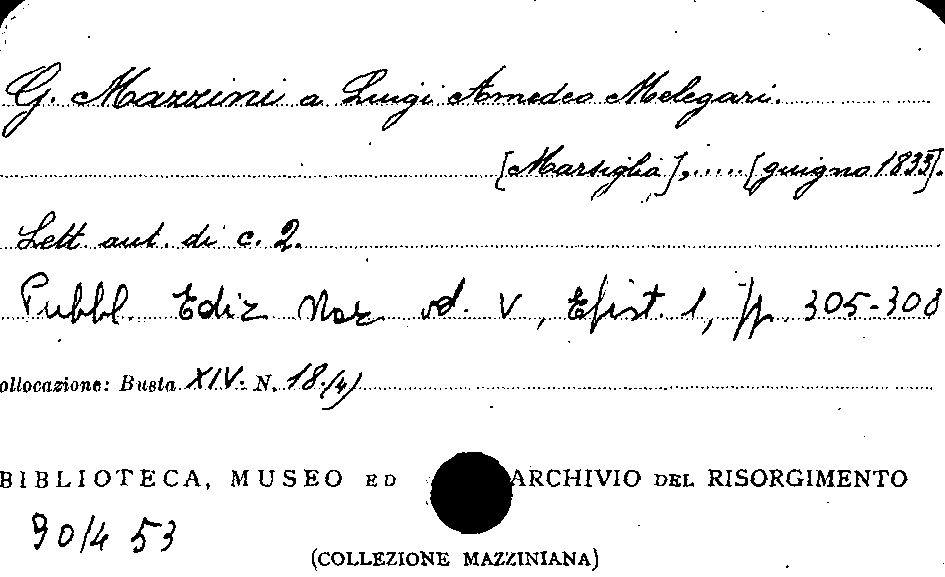 G. Mazzini a Luigi Amedeo Melegari.
[Marsiglia], ..... [giugno 1833].
Lett. aut. di c. 2.
Pubbl. Ediz Naz vol. V, Epist. 1, pp. 305-308
ollocazione: Busta XIV. N. 18.(4)
BIBLIOTECA, MUSEO ED ARCHIVIO DEL RISORGIMENTO
90/4 53
(COLLEZIONE MAZZINIANA)